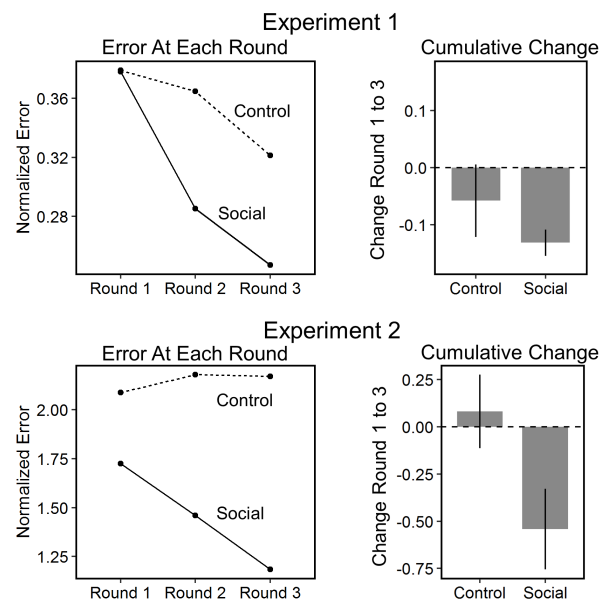 Experiment 1
Error At Each Round
Normalized Error
0.36
0.32
0.28
Control
Social
Round 1 Round 2 Round 3
Cumulative Change
Change Round 1 to 3
0.1
0.0
-0.1
Control Social
Experiment 2
Error At Each Round
Normalized Error
2.00
1.75
1.50
1.25
Control
Social
Round 1 Round 2 Round 3
Cumulative Change
Change Round 1 to 3
0.25
0.00
-0.25
-0.50
-0.75
Control Social